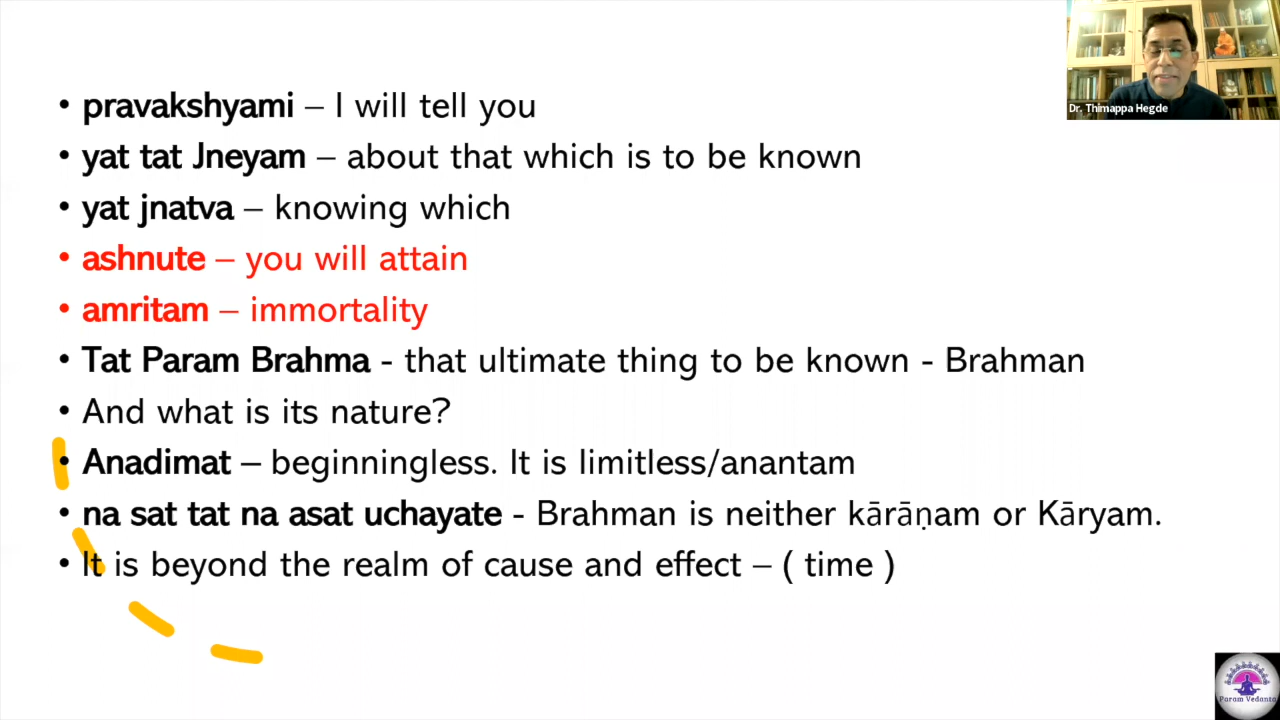 • pravakshyami – I will tell you
• yat tat Jneyam – about that which is to be known
• yat jnatva – knowing which
• ashnute – you will attain
• amritam – immortality
• Tat Param Brahma - that ultimate thing to be known - Brahman
• And what is its nature?
• Anadimat – beginningless. It is limitless/anantam
• na sat tat na asat uchayate - Brahman is neither kārāṇam or Kāryam.
• It is beyond the realm of cause and effect – ( time )
Dr. Thimappa Hegde
Param Vedanta